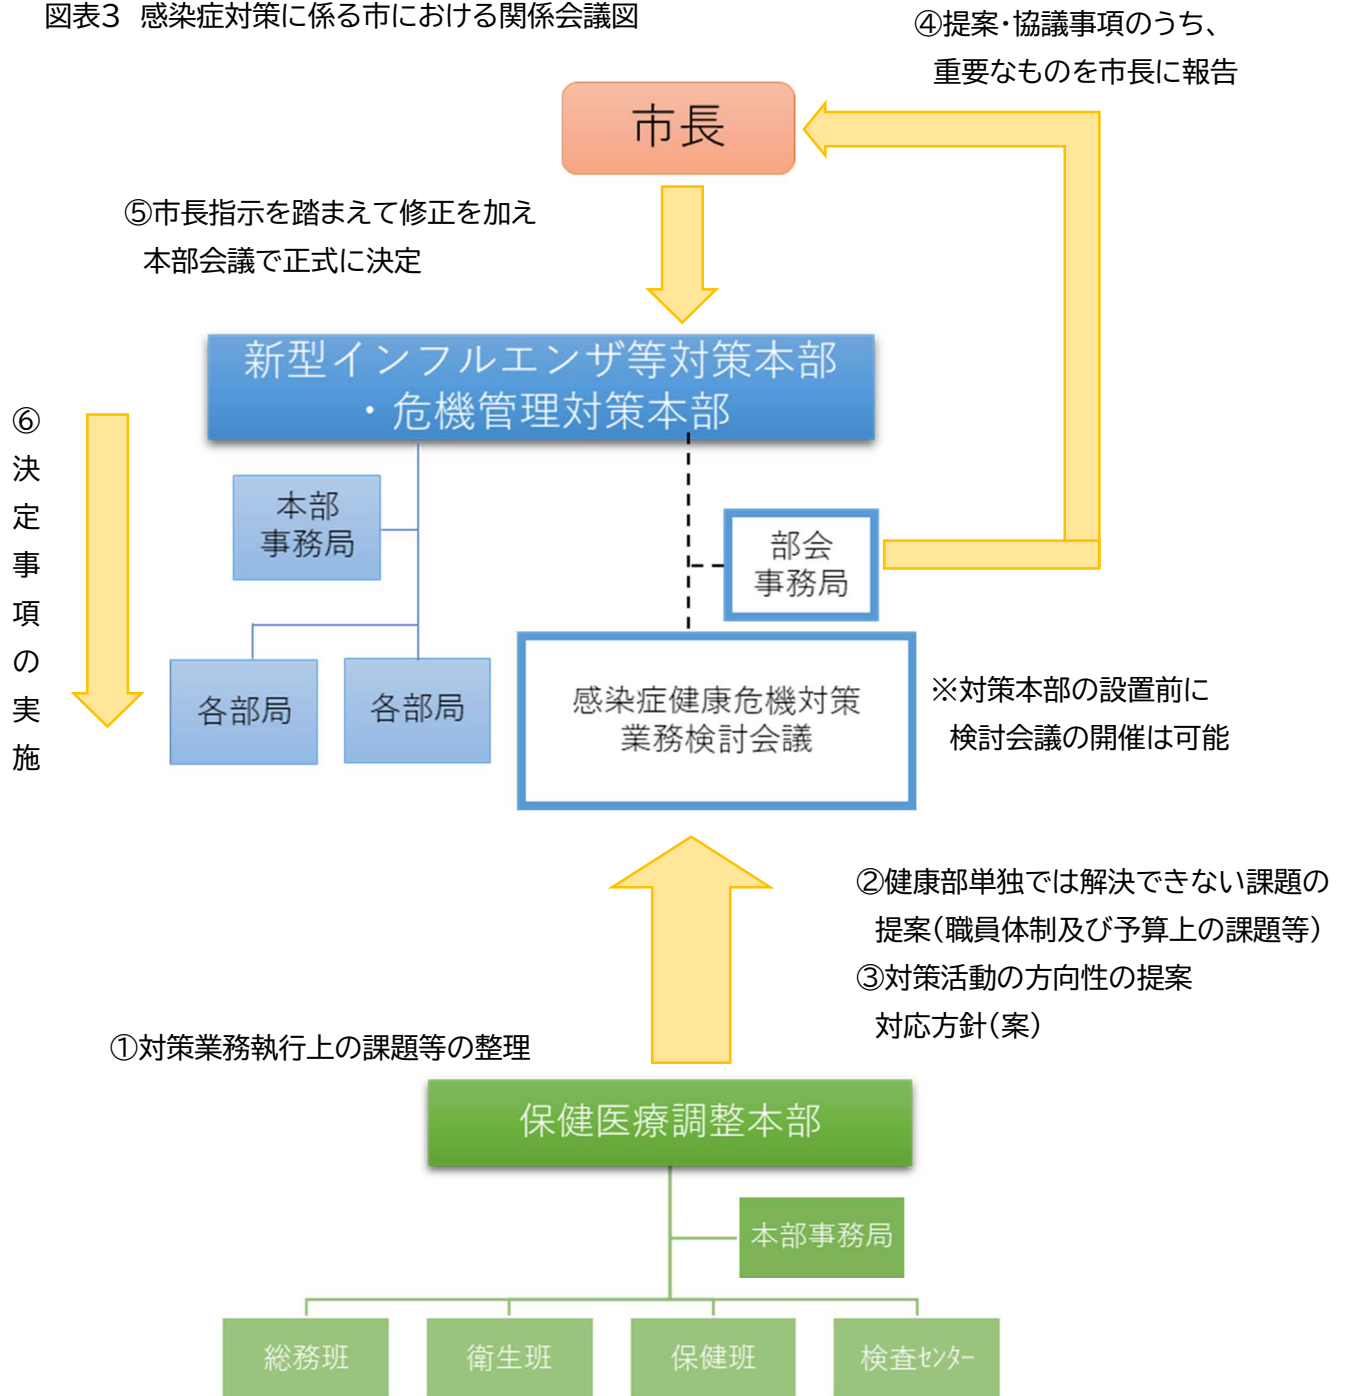 図表3 感染症対策に係る市における関係会議図
④提案・協議事項のうち、
重要なものを市長に報告
市長
⑤市長指示を踏まえて修正を加え
本部会議で正式に決定
新型インフルエンザ等対策本部
・危機管理対策本部
⑥決定事項の実施
本部
事務局
部会
事務局
各部局
各部局
感染症健康危機対策
業務検討会議
※対策本部の設置前に
検討会議の開催は可能
②健康部単独では解決できない課題の
提案(職員体制及び予算上の課題等)
③対策活動の方向性の提案
対応方針(案)
①対策業務執行上の課題等の整理
保健医療調整本部
本部事務局
総務班
衛生班
保健班
検査ｾﾝﾀｰ